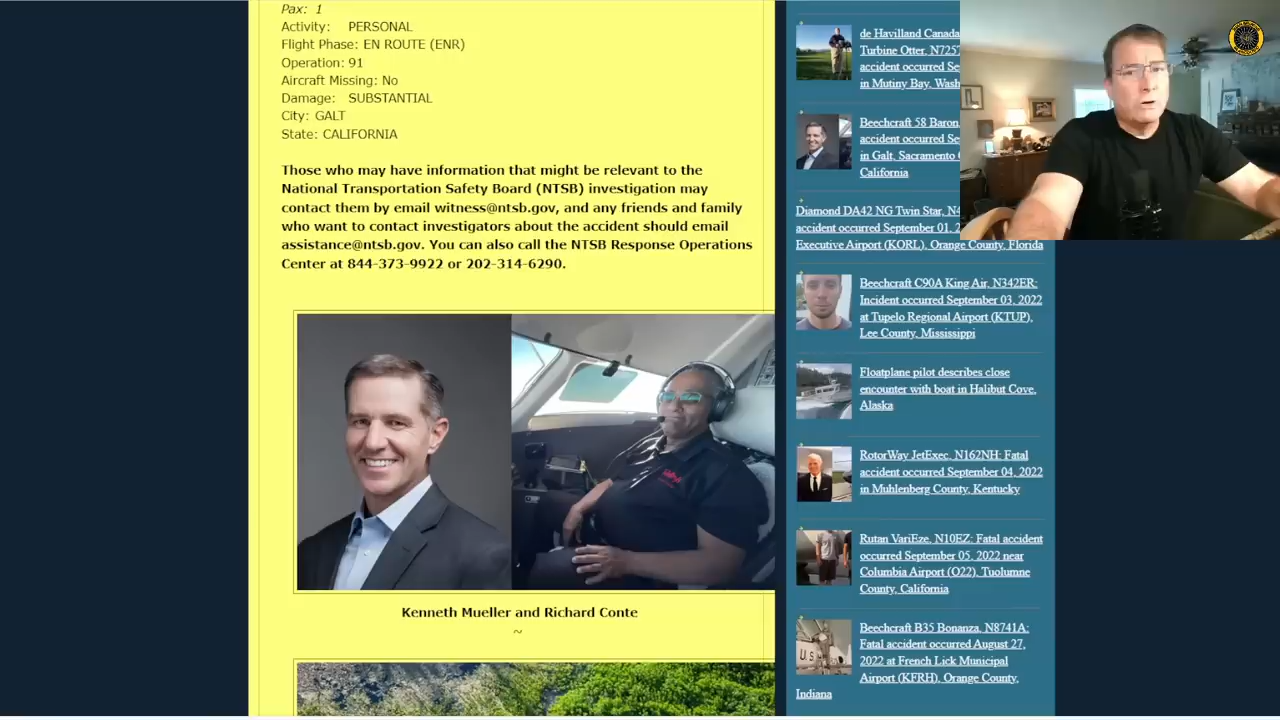 Pax: 1
Activity: PERSONAL
Flight Phase: EN ROUTE (ENR)
Operation: 91
Aircraft Missing: No
Damage: SUBSTANTIAL
City: GALT
State: CALIFORNIA
Those who may have information that might be relevant to the
National Transportation Safety Board (NTSB) investigation may
contact them by email witness@ntsb.gov, and any friends and family
who want to contact investigators about the accident should email
assistance@ntsb.gov. You can also call the NTSB Response Operations
Center at 844-373-9922 or 202-314-6290.
Kenneth Mueller and Richard Conte
~
de Havilland Canada
Turbine Otter, N725
accident occurred Se
in Mutiny Bay, Wash
Beechcraft 58 Baron,
accident occurred Se
in Galt, Sacramento
California
Diamond DA42 NG Twin Star, N4
accident occurred September 01, 2
Executive Airport (KORL), Orange County, Florida
Beechcraft C90A King Air, N342ER:
Incident occurred September 03, 2022
at Tupelo Regional Airport (KTUP),
Lee County, Mississippi
Floatplane pilot describes close
encounter with boat in Halibut Cove,
Alaska
RotorWay JetExec, N162NH: Fatal
accident occurred September 04, 2022
in Muhlenberg County, Kentucky
Rutan VariEze, N10EZ: Fatal accident
occurred September 05, 2022 near
Columbia Airport (O22), Tuolumne
County, California
Beechcraft B35 Bonanza, N8741A:
Fatal accident occurred August 27,
2022 at French Lick Municipal
Airport (KFRH), Orange County,
Indiana